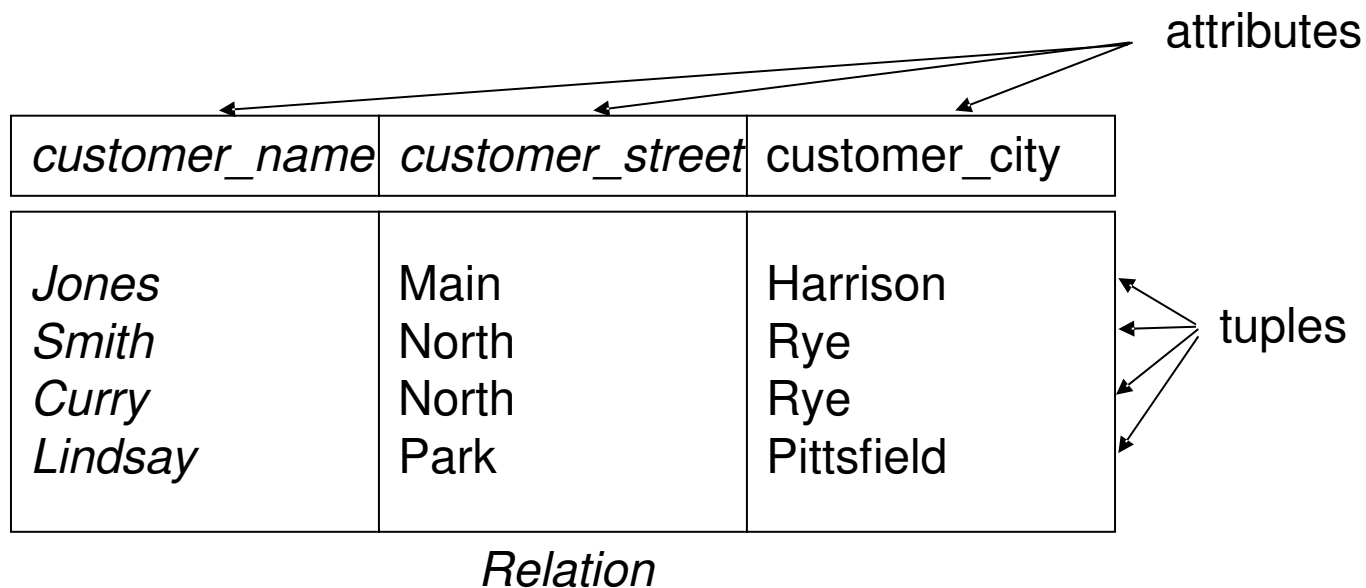 attributes
customer_name customer_street customer_city
Jones Main Harrison
Smith North Rye
tuples
Curry North Rye
Lindsay Park Pittsfield
Relation